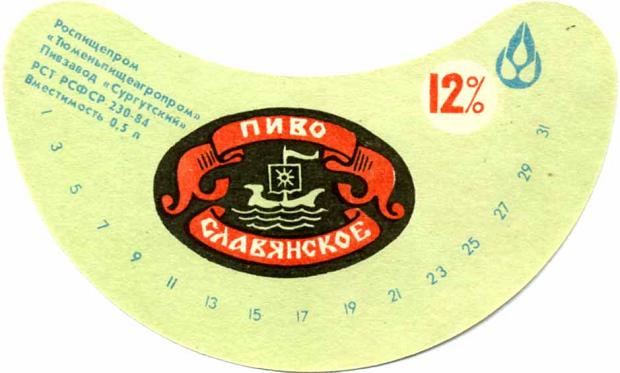 Роспищепром
«Тюменьпищеагропром»
Пивзавод «Сургутский»
РСТ РСФСР 230-84
Вместимость 0,5 л
12%
ПИВО
СЛАВЯНСКОЕ
1 3 5 7 9 11 13 15 17 19 21 23 25 27 29 31